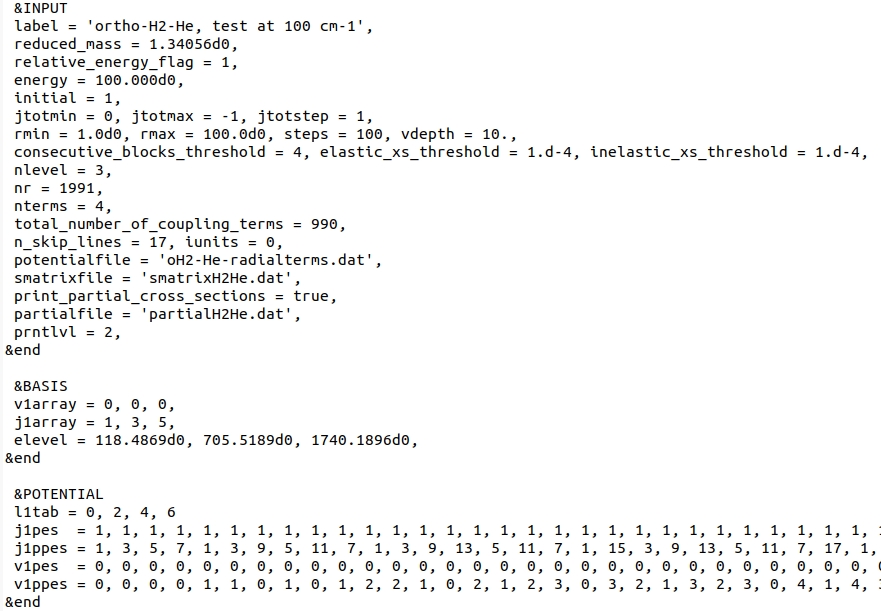 &INPUT
label = 'ortho-H2-He, test at 100 cm-1',
reduced_mass = 1.34056d0,
relative_energy_flag = 1,
energy = 100.000d0,
initial = 1,
jtotmin = 0, jtotmax = -1, jtotstep = 1,
rmin = 1.0d0, rmax = 100.0d0, steps = 100, vdepth = 10.,
consecutive_blocks_threshold = 4, elastic_xs_threshold = 1.d-4, inelastic_xs_threshold = 1.d-4,
nlevel = 3,
nr = 1991,
nterms = 4,
total_number_of_coupling_terms = 990,
n_skip_lines = 17, iunits = 0,
potentialfile = 'oH2-He-radialterms.dat',
smatrixfile = 'smatrixH2He.dat',
print_partial_cross_sections = true,
partialfile = 'partialH2He.dat',
prntlvl = 2,
&end
&BASIS
v1array = 0, 0, 0,
j1array = 1, 3, 5,
elevel = 118.4869d0, 705.5189d0, 1740.1896d0,
&end
&POTENTIAL
l1tab = 0, 2, 4, 6
j1pes = 1, 1, 1, 1, 1, 1, 1, 1, 1, 1, 1, 1, 1, 1, 1, 1, 1, 1, 1, 1, 1, 1, 1, 1, 1, 1, 1, 1, 1,
j1ppes = 1, 3, 5, 7, 1, 3, 9, 5, 11, 7, 1, 3, 9, 13, 5, 11, 7, 1, 15, 3, 9, 13, 5, 11, 7, 17, 1,
v1pes = 0, 0, 0, 0, 0, 0, 0, 0, 0, 0, 0, 0, 0, 0, 0, 0, 0, 0, 0, 0, 0, 0, 0, 0, 0, 0, 0, 0, 0,
v1ppes = 0, 0, 0, 0, 1, 1, 0, 1, 0, 1, 2, 2, 1, 0, 2, 1, 2, 3, 0, 3, 2, 1, 3, 2, 3, 0, 4, 1, 4,
&end